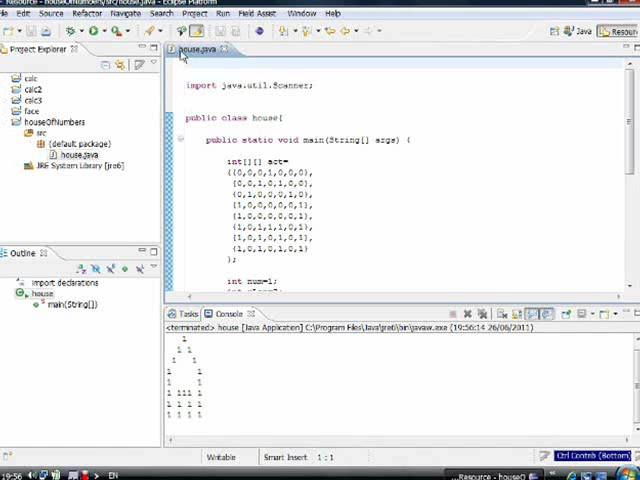 Resource - houseOfNumbers/src/house.java - Eclipse Platform
File Edit Source Refactor Navigate Search Project Run Field Assist Window Help
Java Resource
Project Explorer
house.java
calc
calc2
calc3
face
houseOfNumbers
src
(default package)
house.java
JRE System Library [jre6]
import java.util.Scanner;
public class house{
public static void main(String[] args) {
int[][] act=
{{0,0,0,1,0,0,0},
{0,0,1,0,1,0,0},
{0,1,0,0,0,1,0},
{1,0,0,0,0,0,1},
{1,0,0,0,0,0,1},
{1,0,1,1,1,0,1},
{1,0,1,0,1,0,1},
{1,0,1,0,1,0,1}
};
int num=1;
Outline
import declarations
house
main(String[])
Tasks Console
<terminated> house [Java Application] C:\Program Files\Java\jre6\bin\javaw.exe (19:56:14 26/06/2011)
1
1 1
1 1
1 1
1 1
1 111 1
1 1 1 1
1 1 1 1
Writable Smart Insert 1 : 1 Ctrl Contrib (Bottom)
19:56 EN ...Resource - houseO